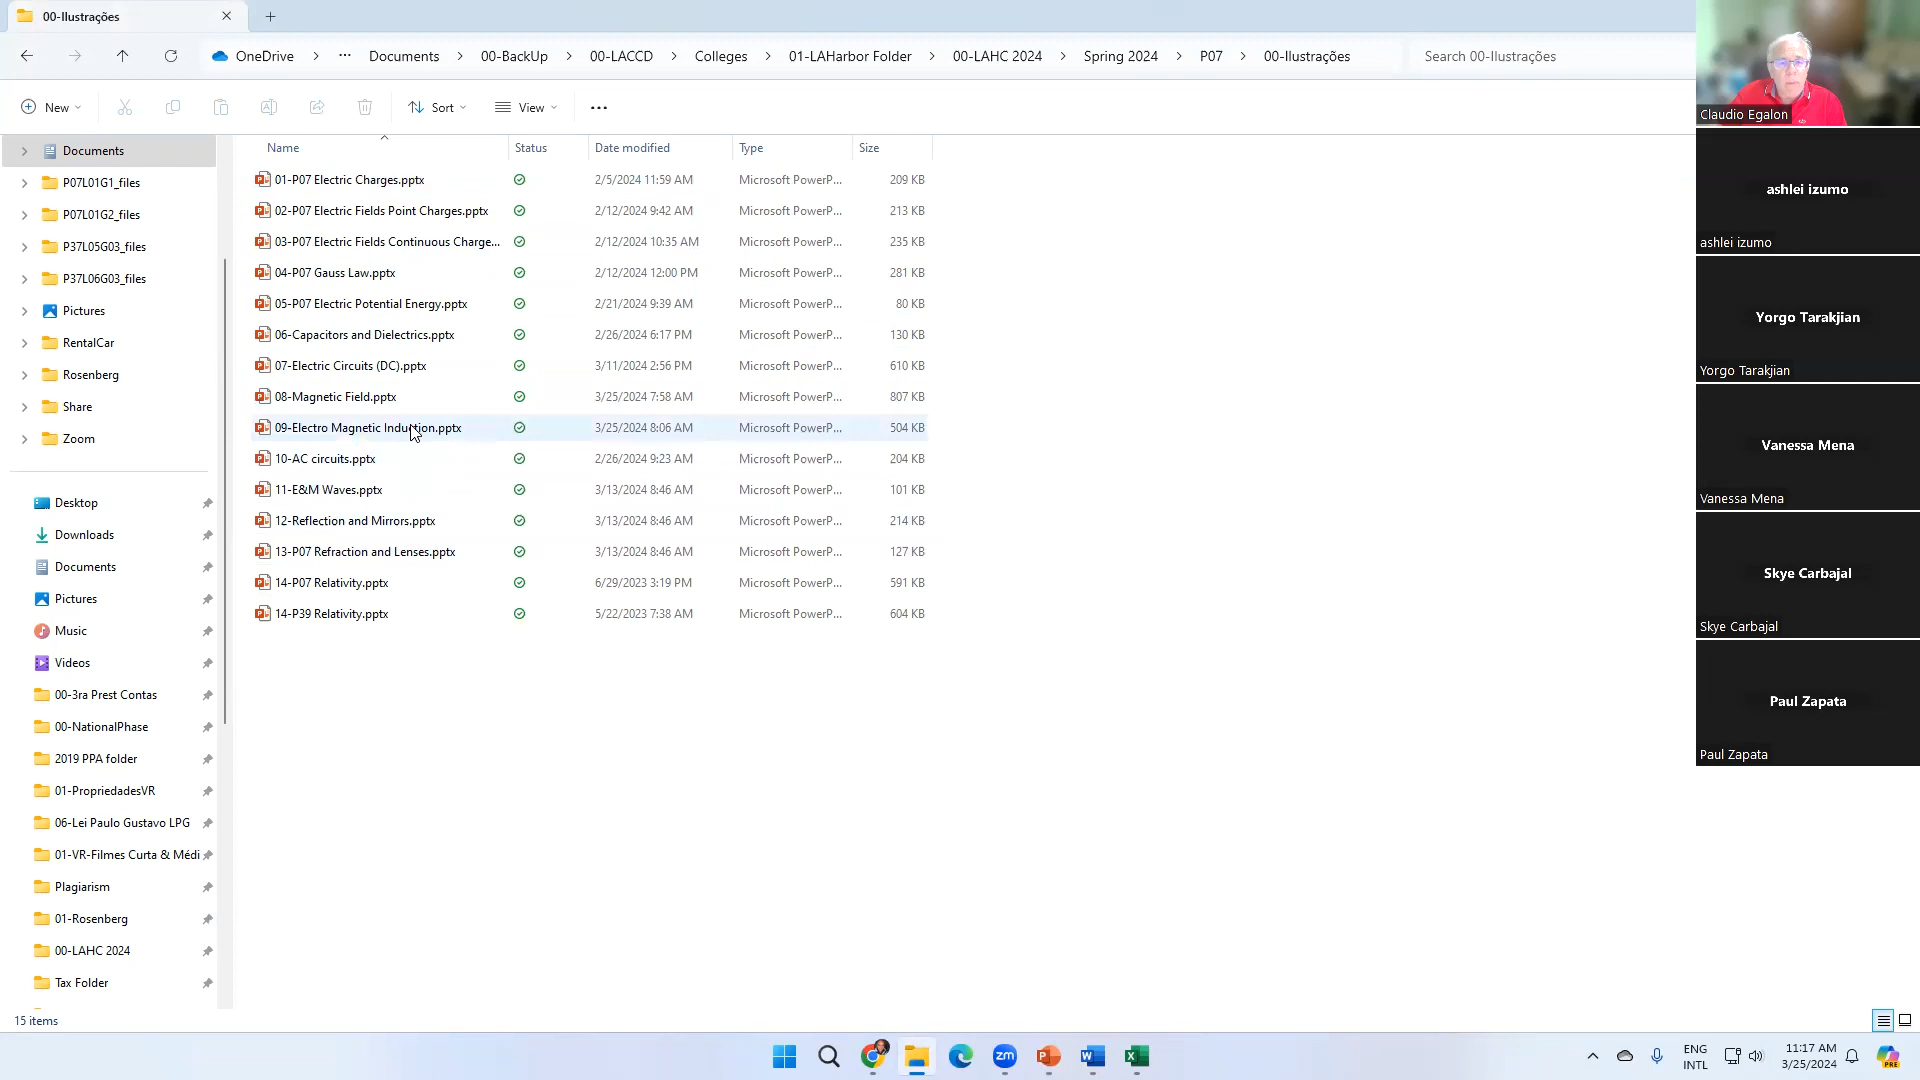 00-Ilustrações
OneDrive > ... Documents > 00-BackUp > 00-LACCD > Colleges > 01-LAHarbor Folder > 00-LAHC 2024 > Spring 2024 > P07 > 00-Ilustrações
Search 00-Ilustrações
New Sort View
Name Status Date modified Type Size
01-P07 Electric Charges.pptx 2/5/2024 11:59 AM Microsoft PowerP... 209 KB
02-P07 Electric Fields Point Charges.pptx 2/12/2024 9:42 AM Microsoft PowerP... 213 KB
03-P07 Electric Fields Continuous Charge... 2/12/2024 10:35 AM Microsoft PowerP... 235 KB
04-P07 Gauss Law.pptx 2/12/2024 12:00 PM Microsoft PowerP... 281 KB
05-P07 Electric Potential Energy.pptx 2/21/2024 9:39 AM Microsoft PowerP... 80 KB
06-Capacitors and Dielectrics.pptx 2/26/2024 6:17 PM Microsoft PowerP... 130 KB
07-Electric Circuits (DC).pptx 3/11/2024 2:56 PM Microsoft PowerP... 610 KB
08-Magnetic Field.pptx 3/25/2024 7:58 AM Microsoft PowerP... 807 KB
09-Electro Magnetic Induction.pptx 3/25/2024 8:06 AM Microsoft PowerP... 504 KB
10-AC circuits.pptx 2/26/2024 9:23 AM Microsoft PowerP... 204 KB
11-E&M Waves.pptx 3/13/2024 8:46 AM Microsoft PowerP... 101 KB
12-Reflection and Mirrors.pptx 3/13/2024 8:46 AM Microsoft PowerP... 214 KB
13-P07 Refraction and Lenses.pptx 3/13/2024 8:46 AM Microsoft PowerP... 127 KB
14-P07 Relativity.pptx 6/29/2023 3:19 PM Microsoft PowerP... 591 KB
14-P39 Relativity.pptx 5/22/2023 7:38 AM Microsoft PowerP... 604 KB
Documents
P07L01G1_files
P07L01G2_files
P37L05G03_files
P37L06G03_files
Pictures
RentalCar
Rosenberg
Share
Zoom
Desktop
Downloads
Documents
Pictures
Music
Videos
00-3ra Prest Contas
00-NationalPhase
2019 PPA folder
01-PropriedadesVR
06-Lei Paulo Gustavo LPG
01-VR-Filmes Curta & Médi
Plagiarism
01-Rosenberg
00-LAHC 2024
Tax Folder
15 items
Claudio Egalon
ashlei izumo
ashlei izumo
Yorgo Tarakjian
Yorgo Tarakjian
Vanessa Mena
Vanessa Mena
Skye Carbajal
Skye Carbajal
Paul Zapata
Paul Zapata
zm
ENG
INTL
11:17 AM
3/25/2024
PRE